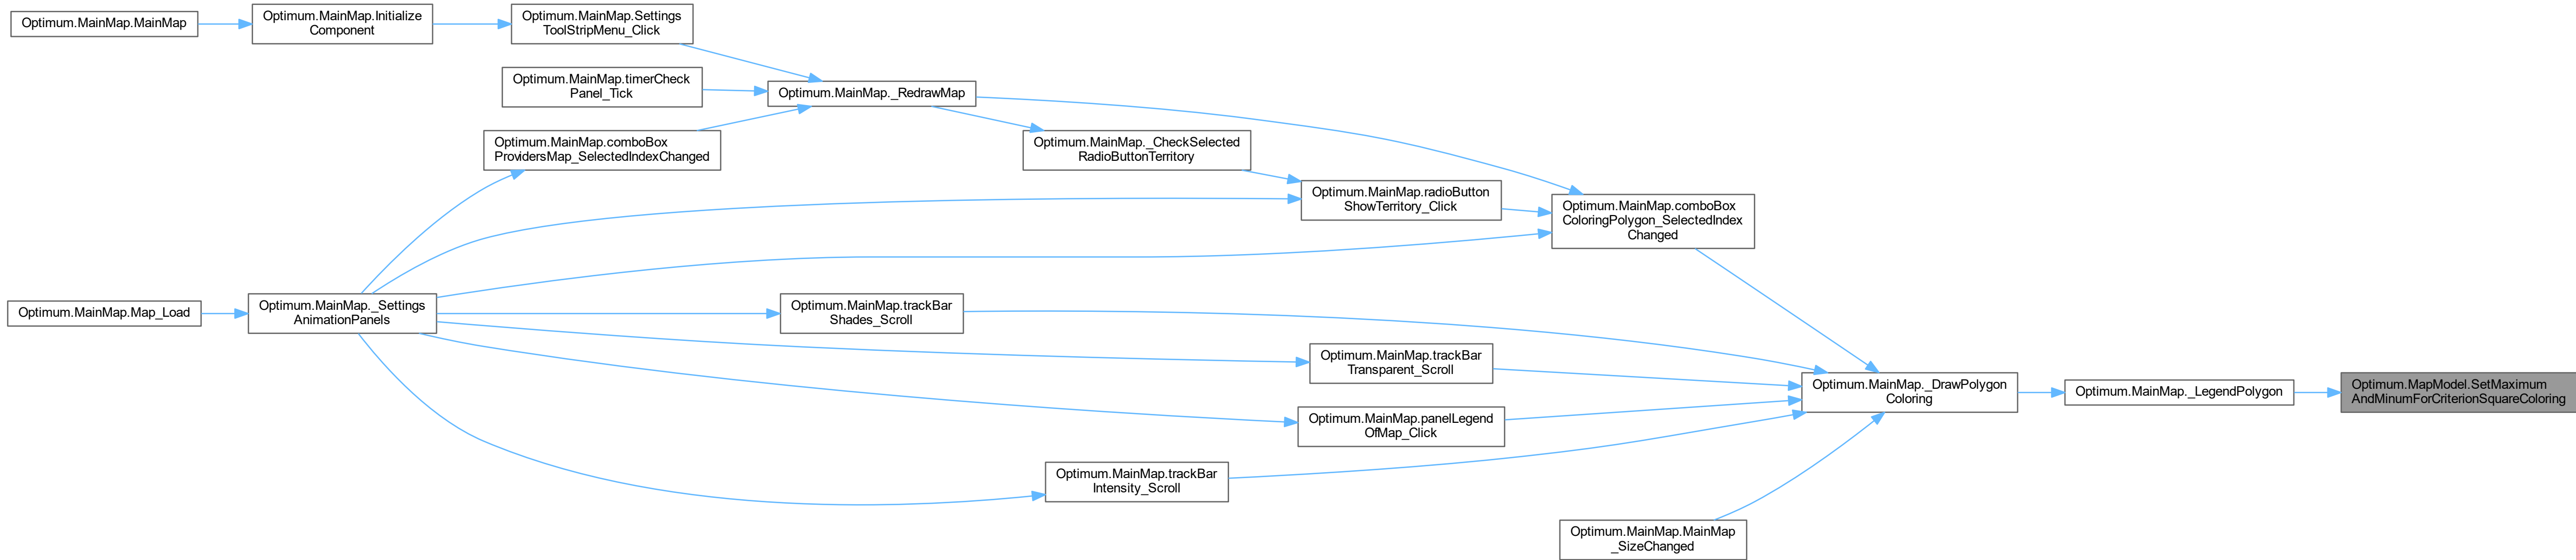 Optimum.MainMap.MainMap
Optimum.MainMap.Initialize
Component
Optimum.MainMap.Settings
ToolStripMenu_Click
Optimum.MainMap.timerCheck
Panel_Tick
Optimum.MainMap._RedrawMap
Optimum.MainMap.comboBox
ProvidersMap_SelectedIndexChanged
Optimum.MainMap._CheckSelected
RadioButtonTerritory
Optimum.MainMap.radioButton
ShowTerritory_Click
Optimum.MainMap.comboBox
ColoringPolygon_SelectedIndex
Changed
Optimum.MainMap.Map_Load
Optimum.MainMap._Settings
AnimationPanels
Optimum.MainMap.trackBar
Shades_Scroll
Optimum.MainMap.trackBar
Transparent_Scroll
Optimum.MainMap._DrawPolygon
Coloring
Optimum.MainMap._LegendPolygon
Optimum.MapModel.SetMaximum
AndMinumForCriterionSquareColoring
Optimum.MainMap.panelLegend
OfMap_Click
Optimum.MainMap.trackBar
Intensity_Scroll
Optimum.MainMap.MainMap
_SizeChanged